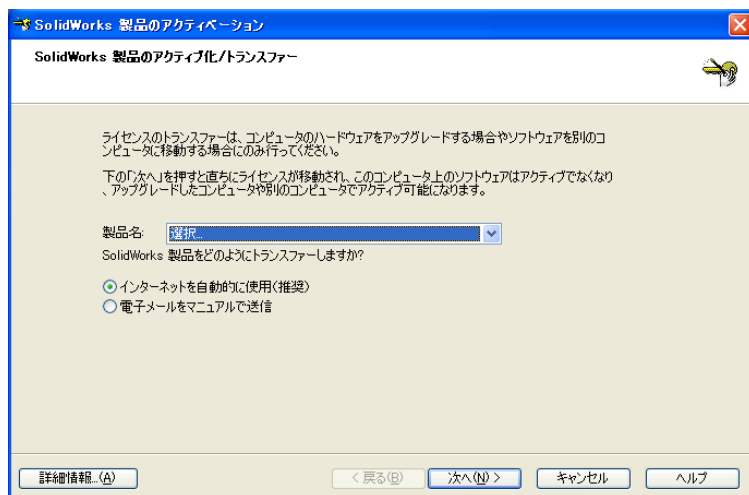 SolidWorks 製品のアクティベーション
SolidWorks 製品のアクティブ化/トランスファー
ライセンスのトランスファーは、コンピュータのハードウェアをアップグレードする場合やソフトウェアを別のコ
ンピュータに移動する場合にのみ行ってください。
下の「次へ」を押すと直ちにライセンスが移動され、このコンピュータ上のソフトウェアはアクティブでなくなり
、アップグレードしたコンピュータや別のコンピュータでアクティブ可能になります。
製品名: 選択...
SolidWorks 製品をどのようにトランスファーしますか?
インターネットを自動的に使用(推奨)
電子メールをマニュアルで送信
詳細情報...(A) < 戻る(B) 次へ(N) > キャンセル ヘルプ